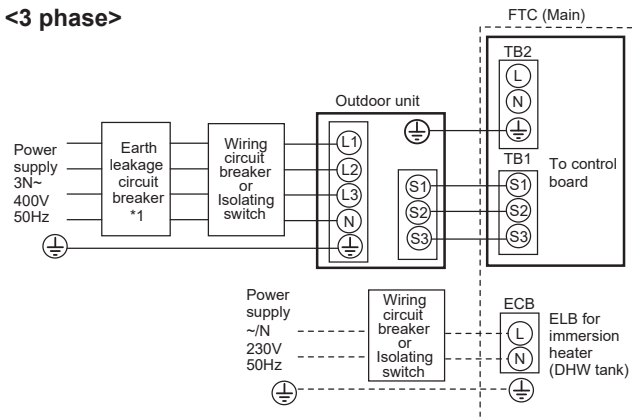 <3 phase>
FTC (Main)
TB2
L
N
Outdoor unit
Power
supply
3N~
400V
50Hz
Earth
leakage
circuit
breaker
*1
Wiring
circuit
breaker
or
Isolating
switch
L1
L2
L3
N
S1
S2
S3
TB1
S1
S2
S3
To control
board
Power
supply
~/N
230V
50Hz
Wiring
circuit
breaker
or
Isolating
switch
ECB
L
N
ELB for
immersion
heater
(DHW tank)